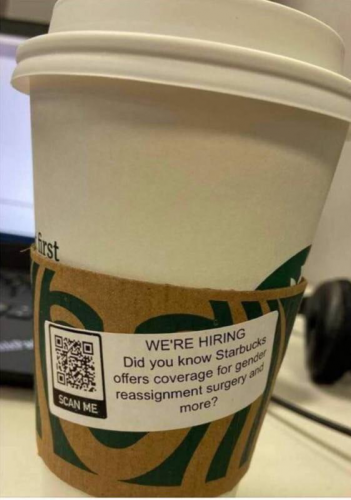 first
WE'RE HIRING
Did you know Starbucks
offers coverage for gender
reassignment surgery and
more?
SCAN ME